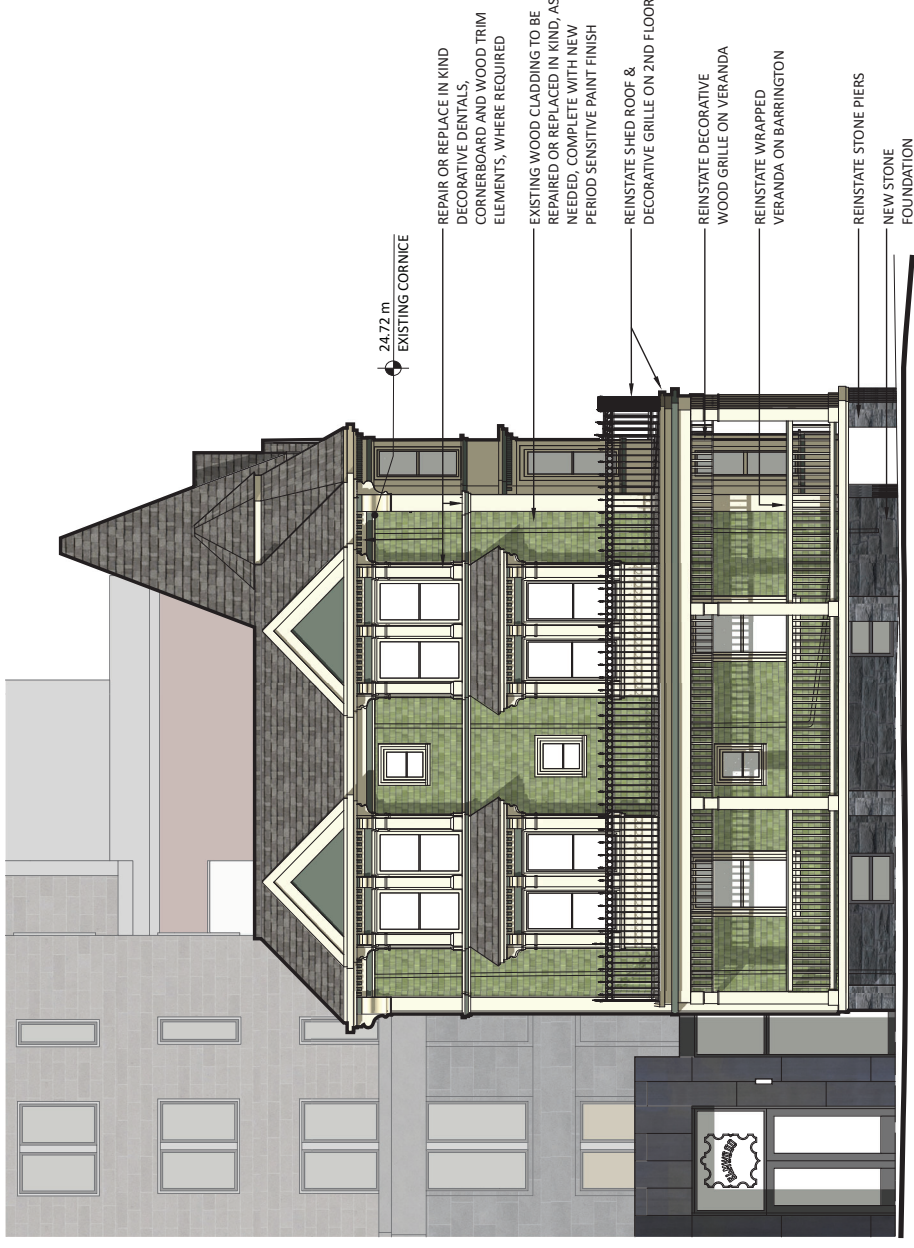 24.72 m
EXISTING CORNICE
REPAIR OR REPLACE IN KIND
DECORATIVE DENTALS,
CORNERBOARD AND WOOD TRIM
ELEMENTS, WHERE REQUIRED
EXISTING WOOD CLADDING TO BE
REPAIRED OR REPLACED IN KIND, AS
NEEDED, COMPLETE WITH NEW
PERIOD SENSITIVE PAINT FINISH
REINSTATE SHED ROOF &
DECORATIVE GRILLE ON 2ND FLOOR
REINSTATE DECORATIVE
WOOD GRILLE ON VERANDA
REINSTATE WRAPPED
VERANDA ON BARRINGTON
REINSTATE STONE PIERS
NEW STONE
FOUNDATION
ELMWOOD